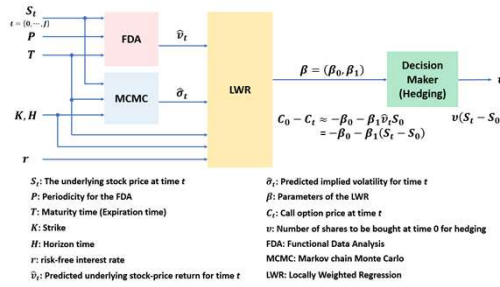 S_t
t = {0,⋯,J}
P
T
K, H
r
FDA
MCMC
v̂_t
σ̂_t
LWR
β = (β_0, β_1)
C_0 − C_t ≈ −β_0 − β_1 v̂_t S_0
= −β_0 − β_1(S_t − S_0)
Decision
Maker
(Hedging)
υ
υ(S_t − S_0
S_t: The underlying stock price at time t
P: Periodicity for the FDA
T: Maturity time (Expiration time)
K: Strike
H: Horizon time
r: risk-free interest rate
v̂_t: Predicted underlying stock-price return for time t
σ̂_t: Predicted implied volatility for time t
β: Parameters of the LWR
C_t: Call option price at time t
υ: Number of shares to be bought at time 0 for hedging
FDA: Functional Data Analysis
MCMC: Markov chain Monte Carlo
LWR: Locally Weighted Regression